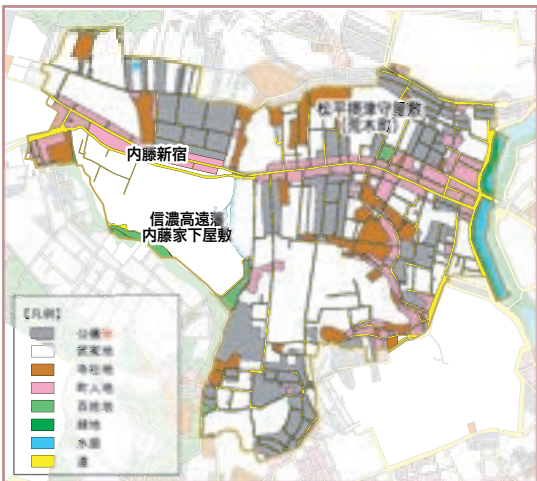 松平摂津守屋敷
(荒木町)
内藤新宿
信濃高遠藩
内藤家下屋敷
【凡例】
公儀※
武家地
寺社地
町人地
百姓地
緑地
水面
道